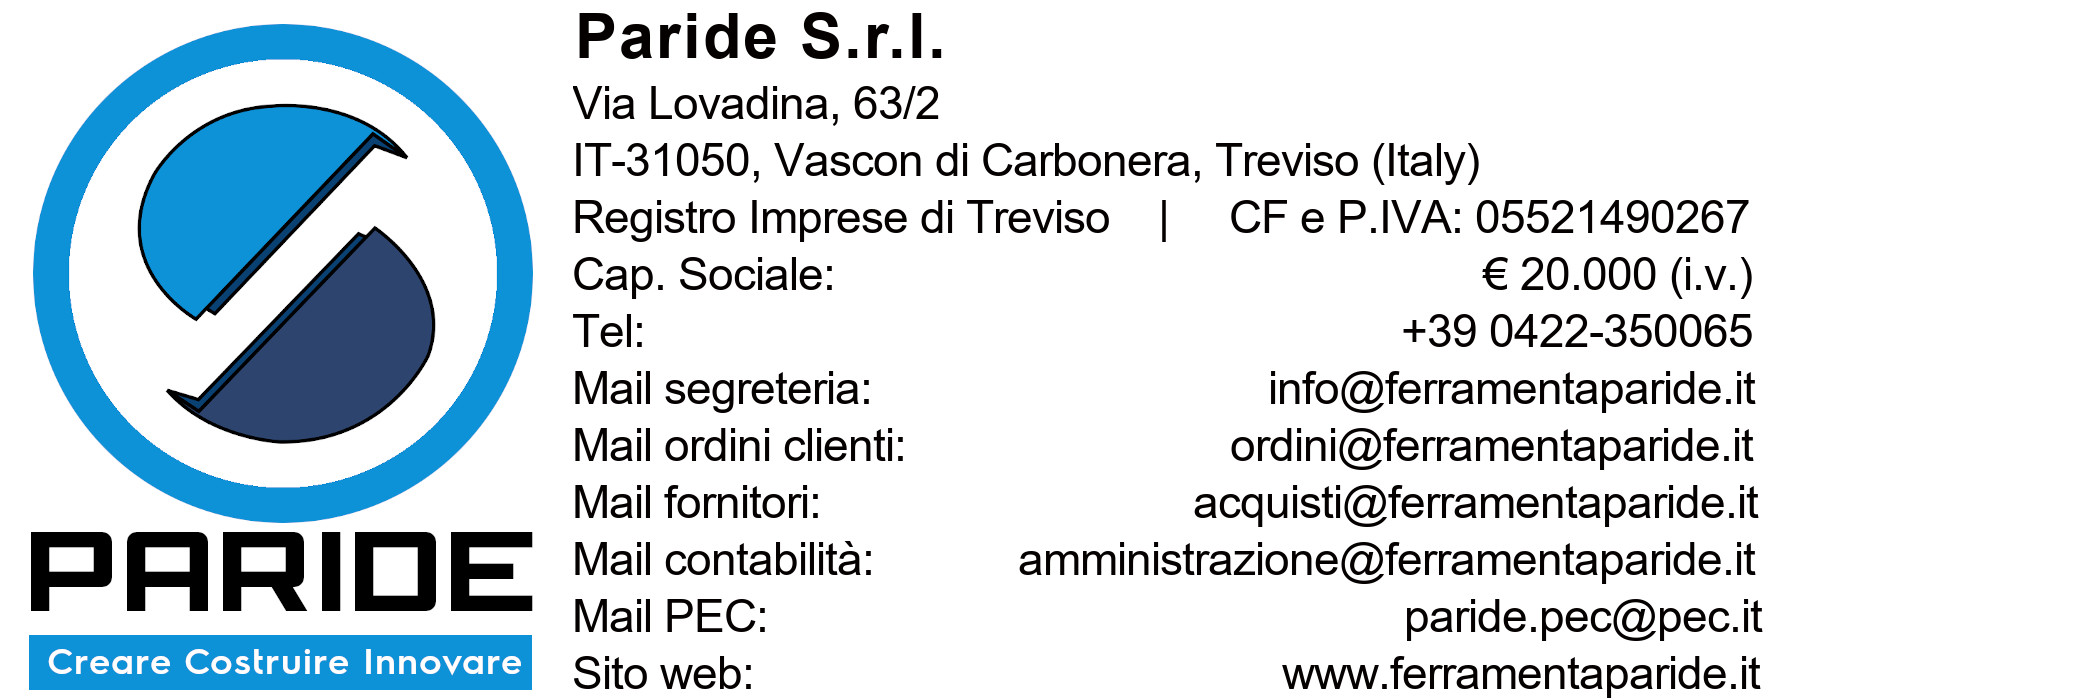 PARIDE
Creare Costruire Innovare
Paride S.r.l.
Via Lovadina, 63/2
IT-31050, Vascon di Carbonera, Treviso (Italy)
Registro Imprese di Treviso | CF e P.IVA: 05521490267
Cap. Sociale: € 20.000 (i.v.)
Tel: +39 0422-350065
Mail segreteria: info@ferramentaparide.it
Mail ordini clienti: ordini@ferramentaparide.it
Mail fornitori: acquisti@ferramentaparide.it
Mail contabilità: amministrazione@ferramentaparide.it
Mail PEC: paride.pec@pec.it
Sito web: www.ferramentaparide.it